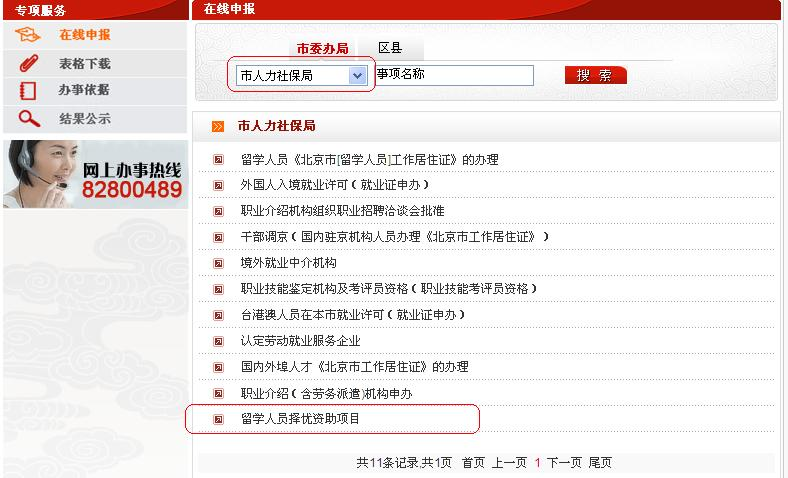 专项服务
在线申报
表格下载
办事依据
结果公示
网上办事热线
82800489
在线申报
市委办局 区县
市人力社保局 事项名称 搜 索
市人力社保局
留学人员《北京市[留学人员]工作居住证》的办理
外国人入境就业许可（就业证申办）
职业介绍机构组织职业招聘洽谈会批准
干部调京（国内驻京机构人员办理《北京市工作居住证》）
境外就业中介机构
职业技能鉴定机构及考评员资格（职业技能考评员资格）
台港澳人员在本市就业许可（就业证申办）
认定劳动就业服务企业
国内外埠人才《北京市工作居住证》的办理
职业介绍（含劳务派遣)机构申办
留学人员择优资助项目
共11条记录,共1页 首页 上一页 1 下一页 尾页